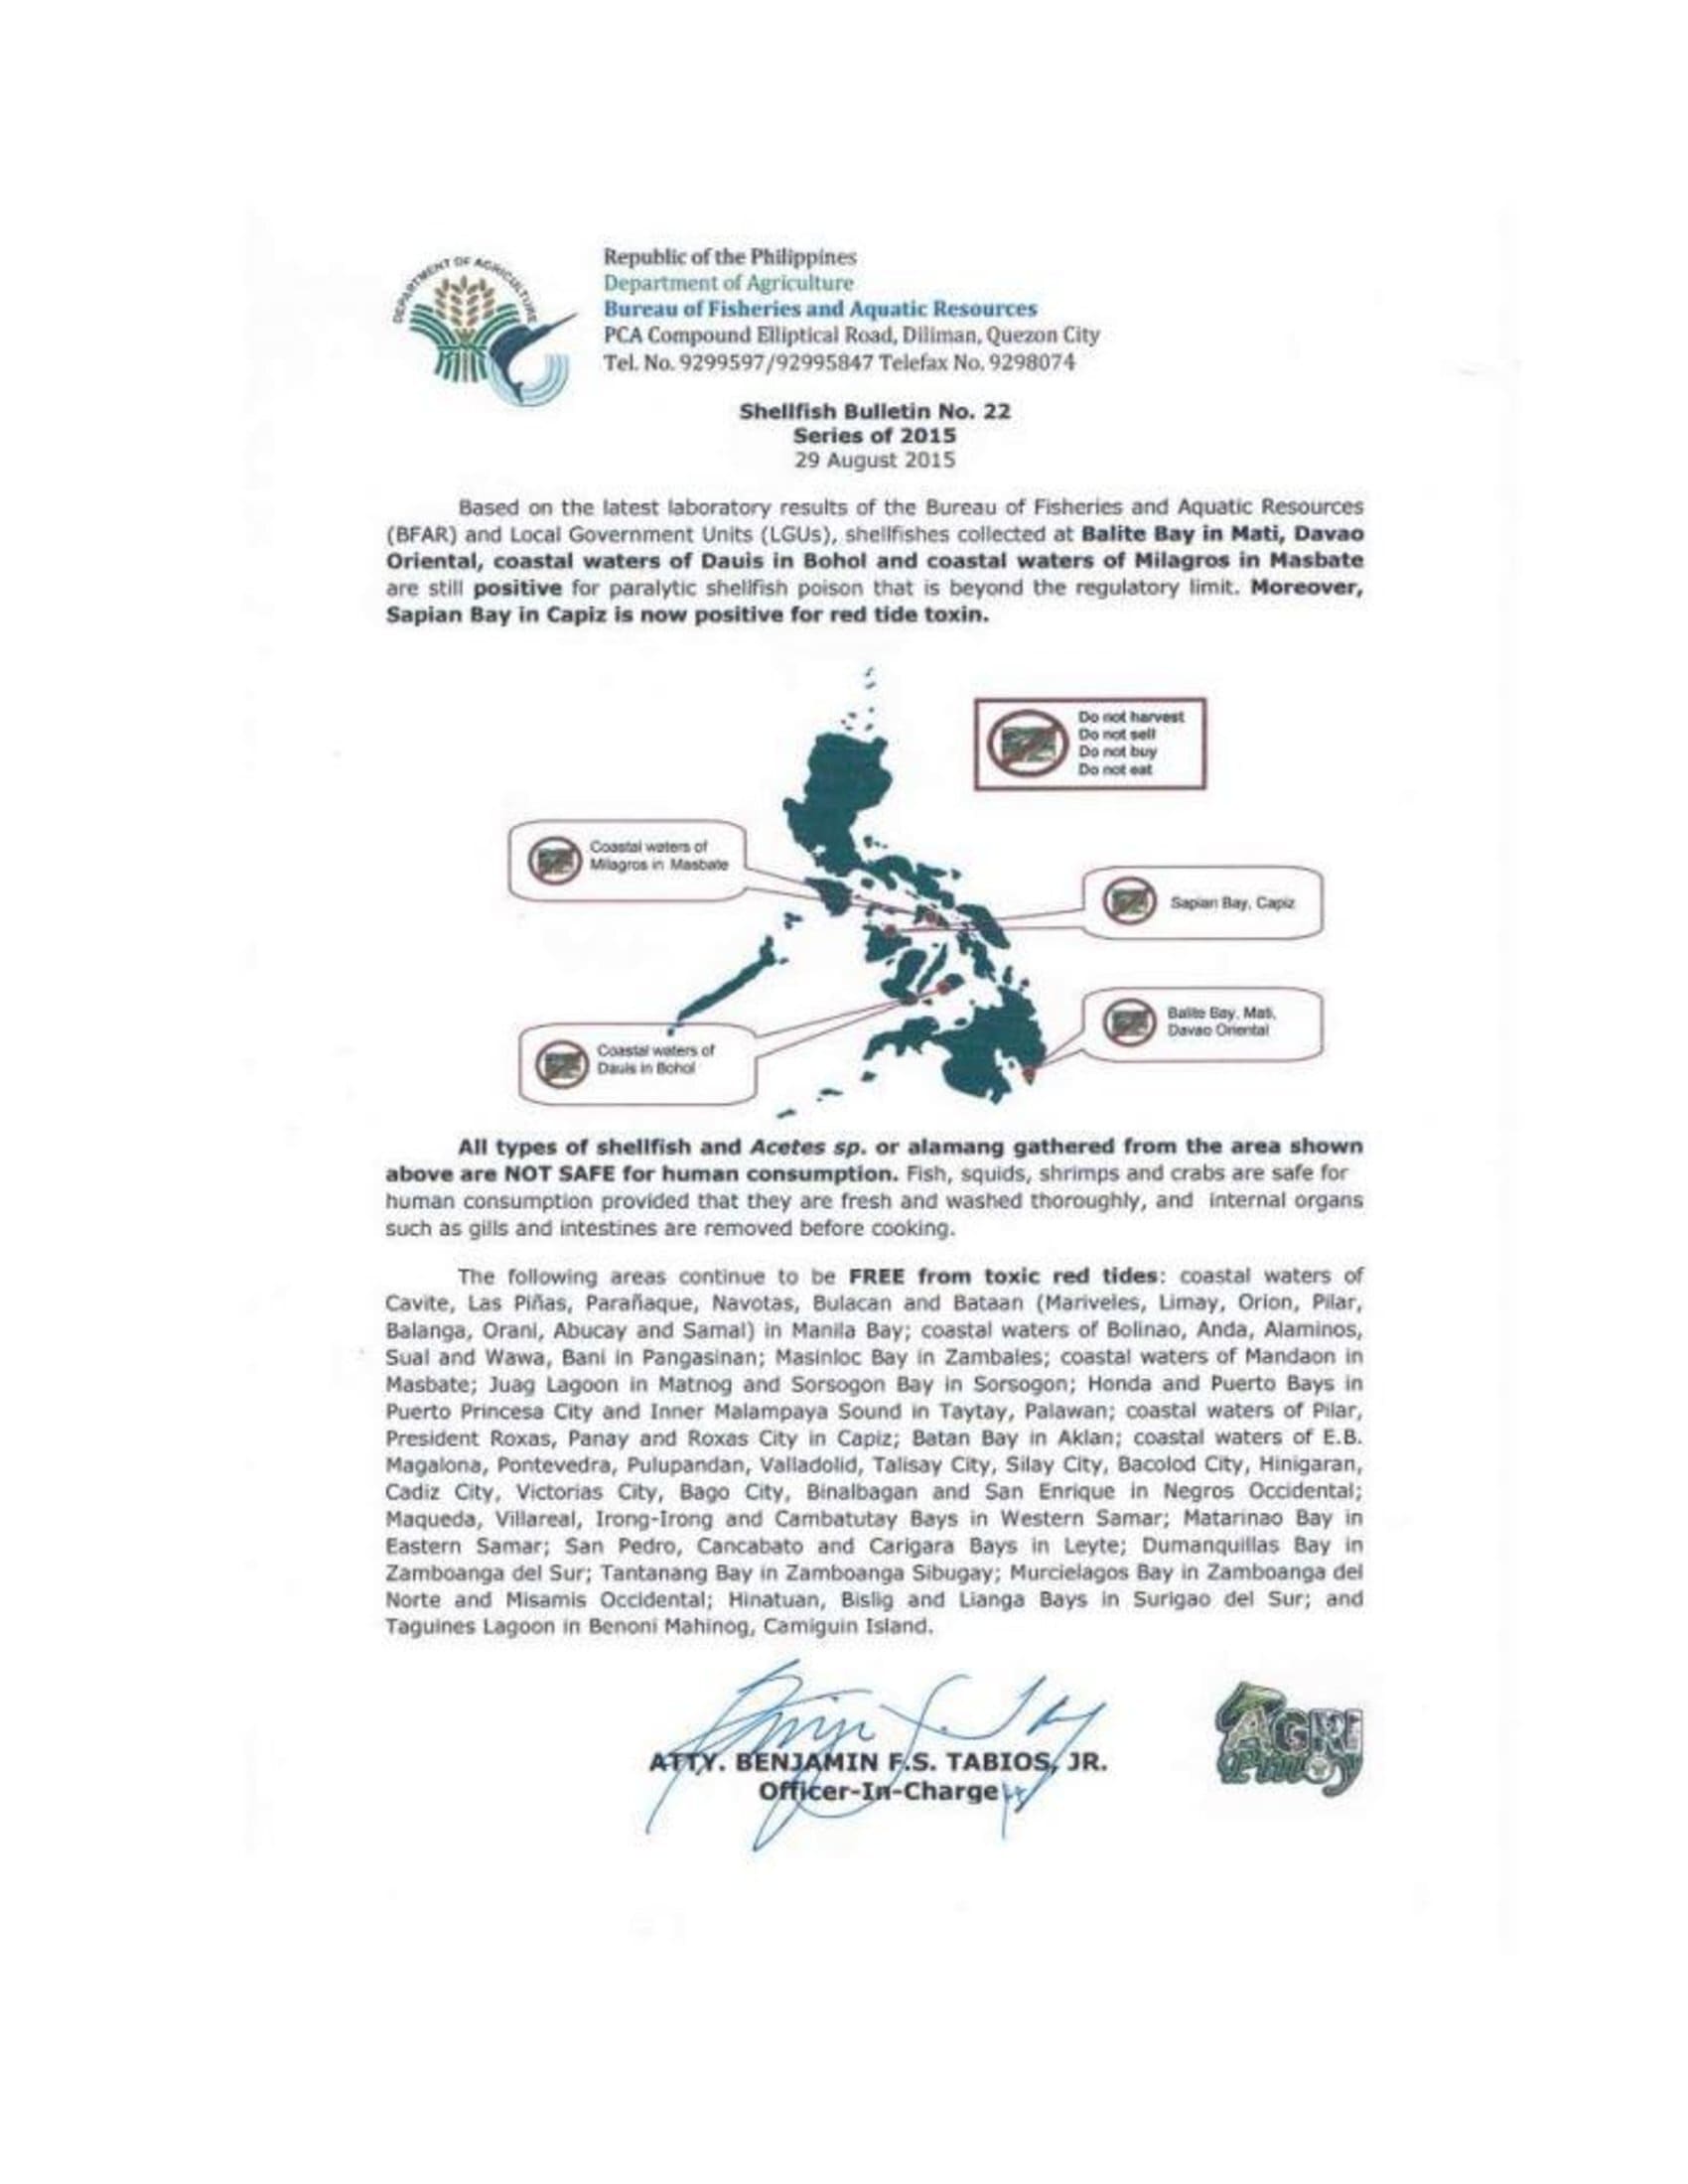 DEPARTMENT OF AGRICULTURE
Republic of the Philippines
Department of Agriculture
Bureau of Fisheries and Aquatic Resources
PCA Compound Elliptical Road, Diliman, Quezon City
Tel. No. 9299597/92995847 Telefax No. 9298074
Shellfish Bulletin No. 22
Series of 2015
29 August 2015
Based on the latest laboratory results of the Bureau of Fisheries and Aquatic Resources
(BFAR) and Local Government Units (LGUs), shellfishes collected at Balite Bay in Mati, Davao
Oriental, coastal waters of Dauis in Bohol and coastal waters of Milagros in Masbate
are still positive for paralytic shellfish poison that is beyond the regulatory limit. Moreover,
Sapian Bay in Capiz is now positive for red tide toxin.
Do not harvest
Do not sell
Do not buy
Do not eat
Coastal waters of
Milagros in Masbate
Sapian Bay, Capiz
Balite Bay, Mati,
Davao Oriental
Coastal waters of
Dauis in Bohol
All types of shellfish and Acetes sp. or alamang gathered from the area shown
above are NOT SAFE for human consumption. Fish, squids, shrimps and crabs are safe for
human consumption provided that they are fresh and washed thoroughly, and internal organs
such as gills and intestines are removed before cooking.
The following areas continue to be FREE from toxic red tides: coastal waters of
Cavite, Las Piñas, Parañaque, Navotas, Bulacan and Bataan (Mariveles, Limay, Orion, Pilar,
Balanga, Orani, Abucay and Samal) in Manila Bay; coastal waters of Bolinao, Anda, Alaminos,
Sual and Wawa, Bani in Pangasinan; Masinloc Bay in Zambales; coastal waters of Mandaon in
Masbate; Juag Lagoon in Matnog and Sorsogon Bay in Sorsogon; Honda and Puerto Bays in
Puerto Princesa City and Inner Malampaya Sound in Taytay, Palawan; coastal waters of Pilar,
President Roxas, Panay and Roxas City in Capiz; Batan Bay in Aklan; coastal waters of E.B.
Magalona, Pontevedra, Pulupandan, Valladolid, Talisay City, Silay City, Bacolod City, Hinigaran,
Cadiz City, Victorias City, Bago City, Binalbagan and San Enrique in Negros Occidental;
Maqueda, Villareal, Irong-Irong and Cambatutay Bays in Western Samar; Matarinao Bay in
Eastern Samar; San Pedro, Cancabato and Carigara Bays in Leyte; Dumanquillas Bay in
Zamboanga del Sur; Tantanang Bay in Zamboanga Sibugay; Murcielagos Bay in Zamboanga del
Norte and Misamis Occidental; Hinatuan, Bislig and Lianga Bays in Surigao del Sur; and
Taguines Lagoon in Benoni Mahinog, Camiguin Island.
ATTY. BENJAMIN F.S. TABIOS, JR.
Officer-In-Charge
AGRI
Pinoy